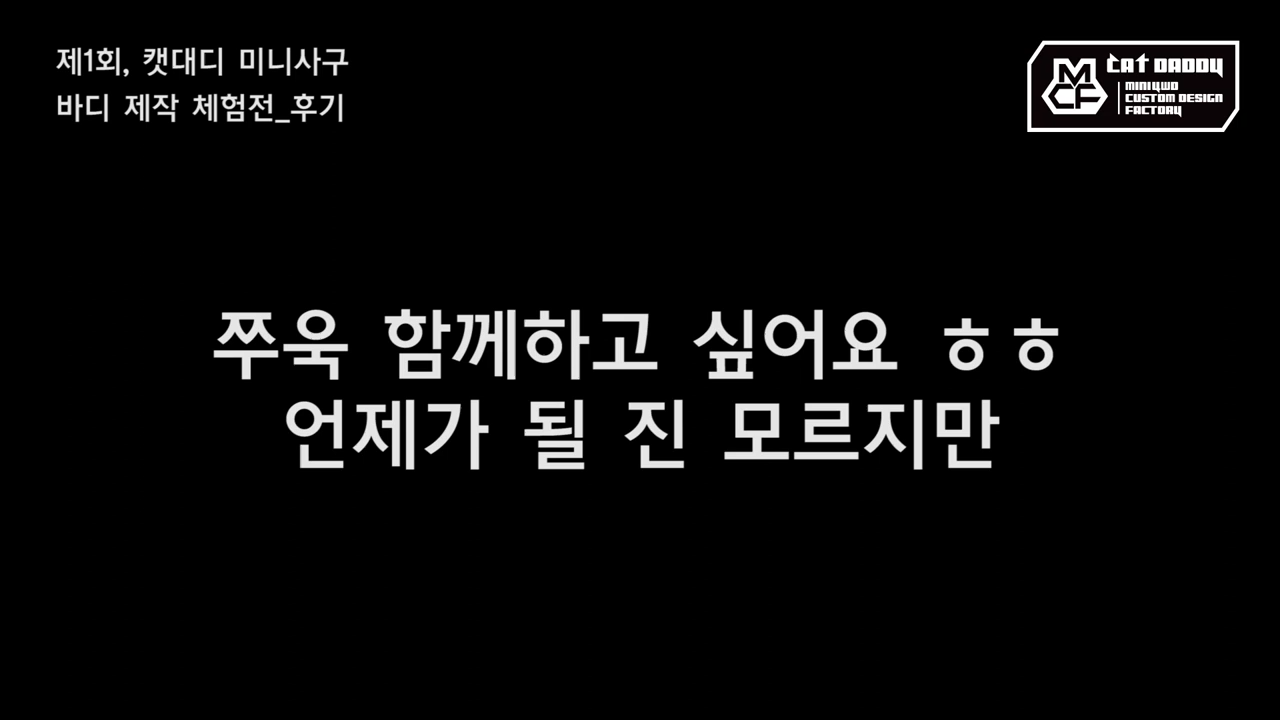 제1회, 캣대디 미니사구
바디 제작 체험전_후기
MCF
CAT DADDY
MINI4WD
CUSTOM DESIGN
FACTORY
쭈욱 함께하고 싶어요 ㅎㅎ
언제가 될 진 모르지만